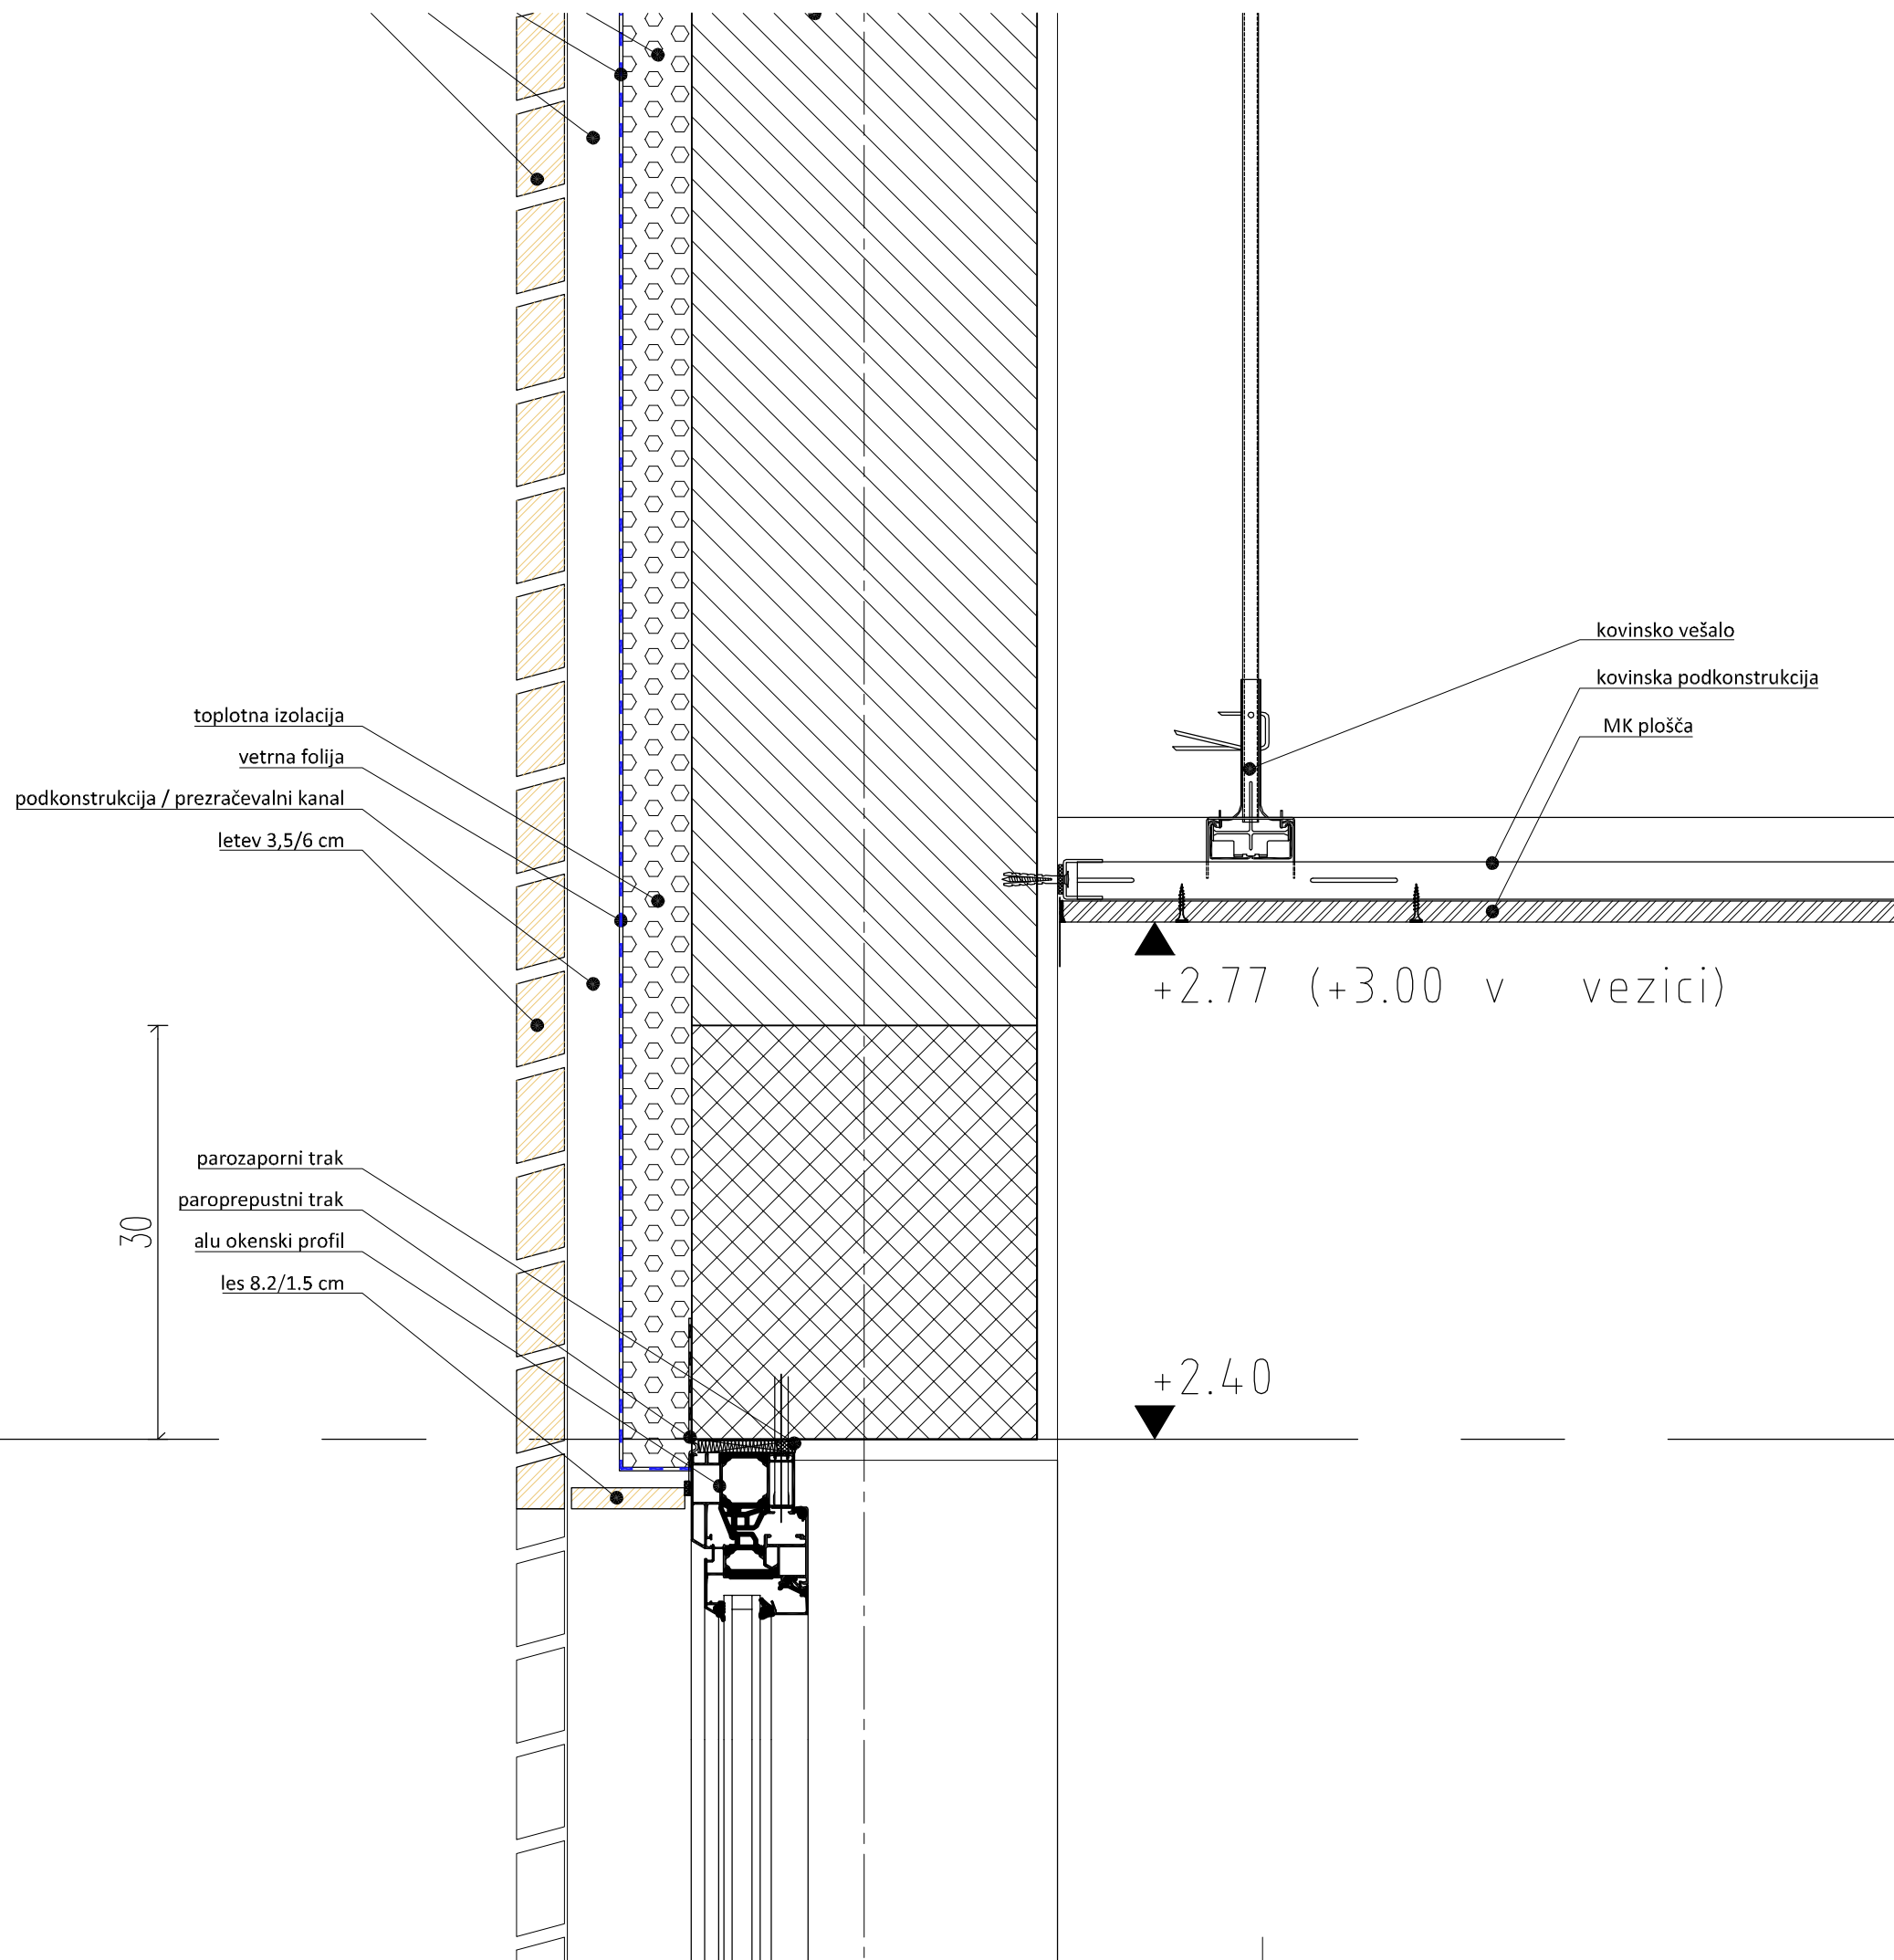 kovinsko vešalo
kovinska podkonstrukcija
MK plošča
toplotna izolacija
vetrna folija
podkonstrukcija / prezračevalni kanal
letev 3,5/6 cm
+2.77 (+3.00 v vezici)
parozaporni trak
paroprepustni trak
alu okenski profil
les 8.2/1.5 cm
30
+2.40